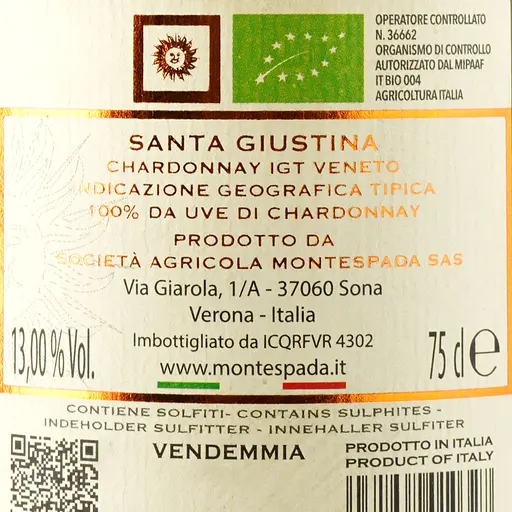 OPERATORE CONTROLLATO
N. 36662
ORGANISMO DI CONTROLLO
AUTORIZZATO DAL MIPAAF
IT BIO 004
AGRICOLTURA ITALIA
SANTA GIUSTINA
CHARDONNAY IGT VENETO
INDICAZIONE GEOGRAFICA TIPICA
100% DA UVE DI CHARDONNAY
PRODOTTO DA
SOCIETÀ AGRICOLA MONTESPADA SAS
Via Giarola, 1/A - 37060 Sona
Verona - Italia
Imbottigliato da ICQRFVR 4302
www.montespada.it
13,00 % Vol.
75 cl e
CONTIENE SOLFITI- CONTAINS SULPHITES -
INDEHOLDER SULFITTER - INNEHALLER SULFITER
VENDEMMIA
PRODOTTO IN ITALIA
PRODUCT OF ITALY